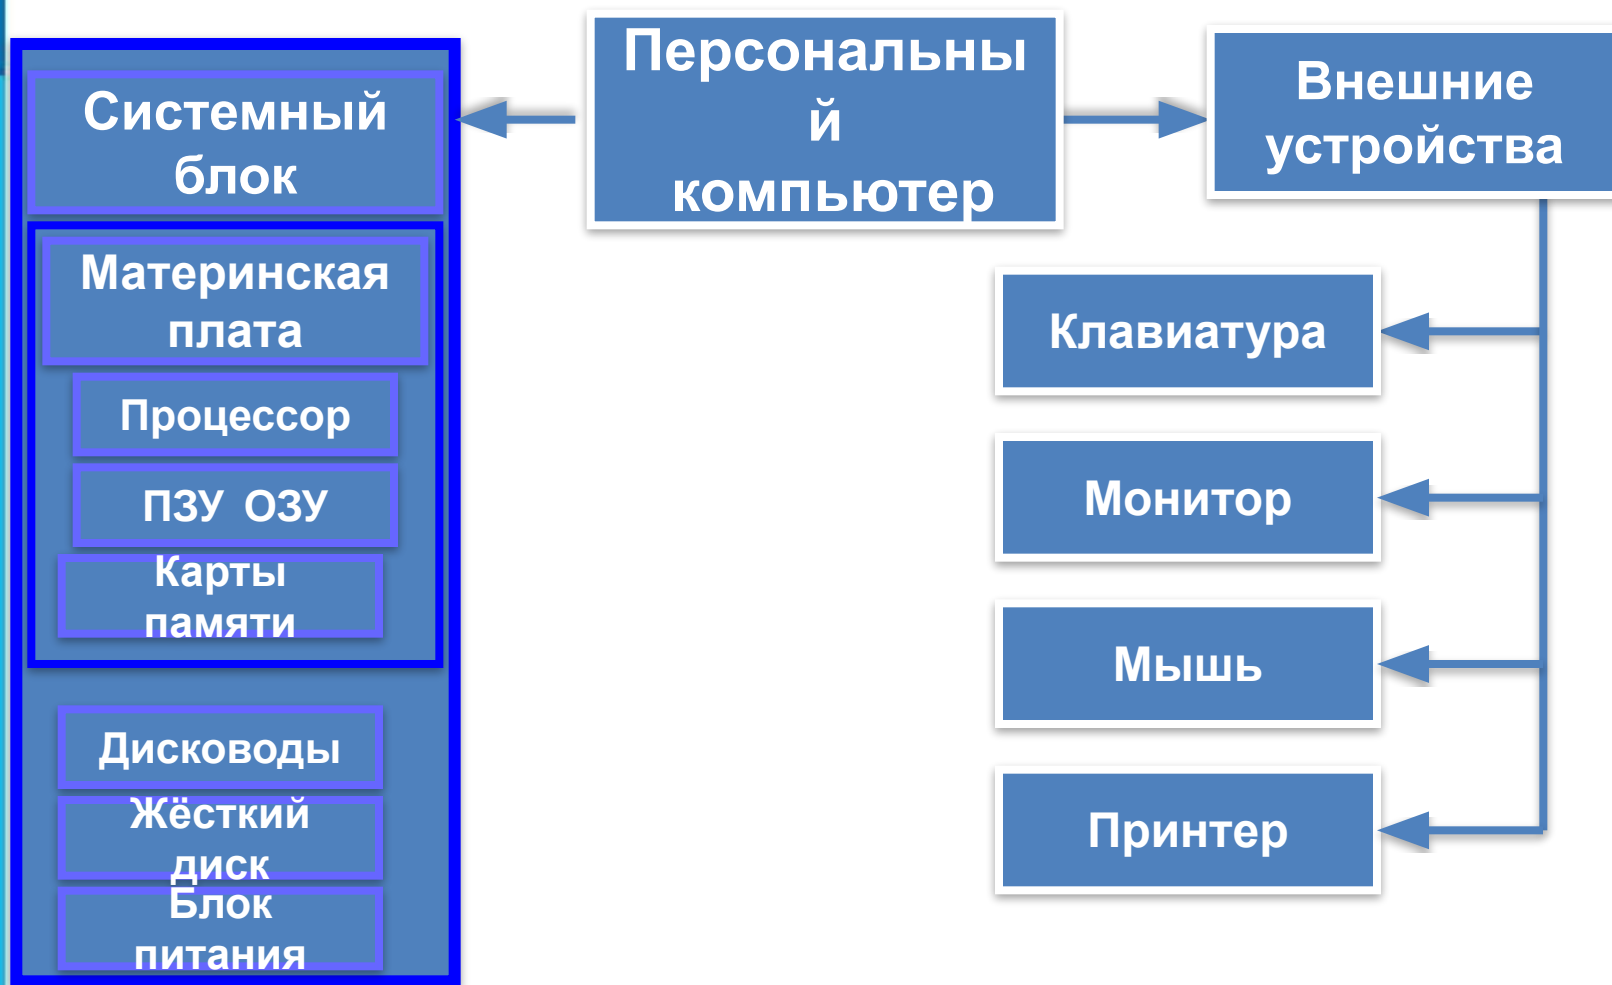 Персональны
й
компьютер
Системный
блок
Материнская
плата
Процессор
ПЗУ  ОЗУ
Карты
памяти
Дисководы
Жёсткий
диск
Блок
питания
Внешние
устройства
Клавиатура
Монитор
Мышь
Принтер